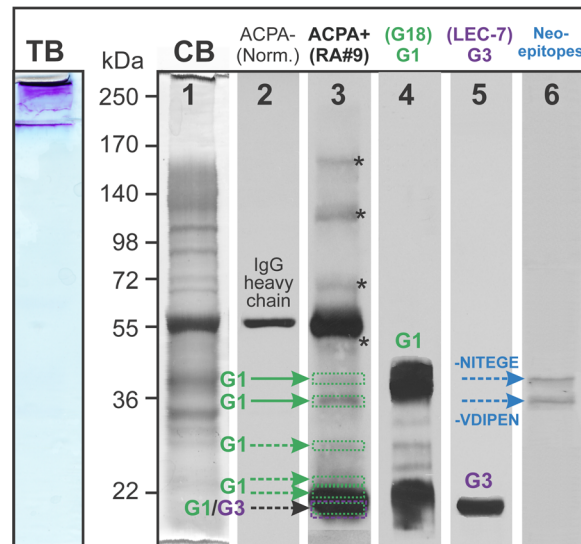 TB
kDa
CB
ACPA-
(Norm.)
ACPA+
(RA#9)
(G18)
G1
(LEC-7)
G3
Neo-
epitopes
1
2
3
4
5
6
250
170
140
98
72
55
36
22
IgG
heavy
chain
*
*
*
*
G1
G1
G1
G1
G1/G3
G1
-NITEGE
-VDIPEN
G3